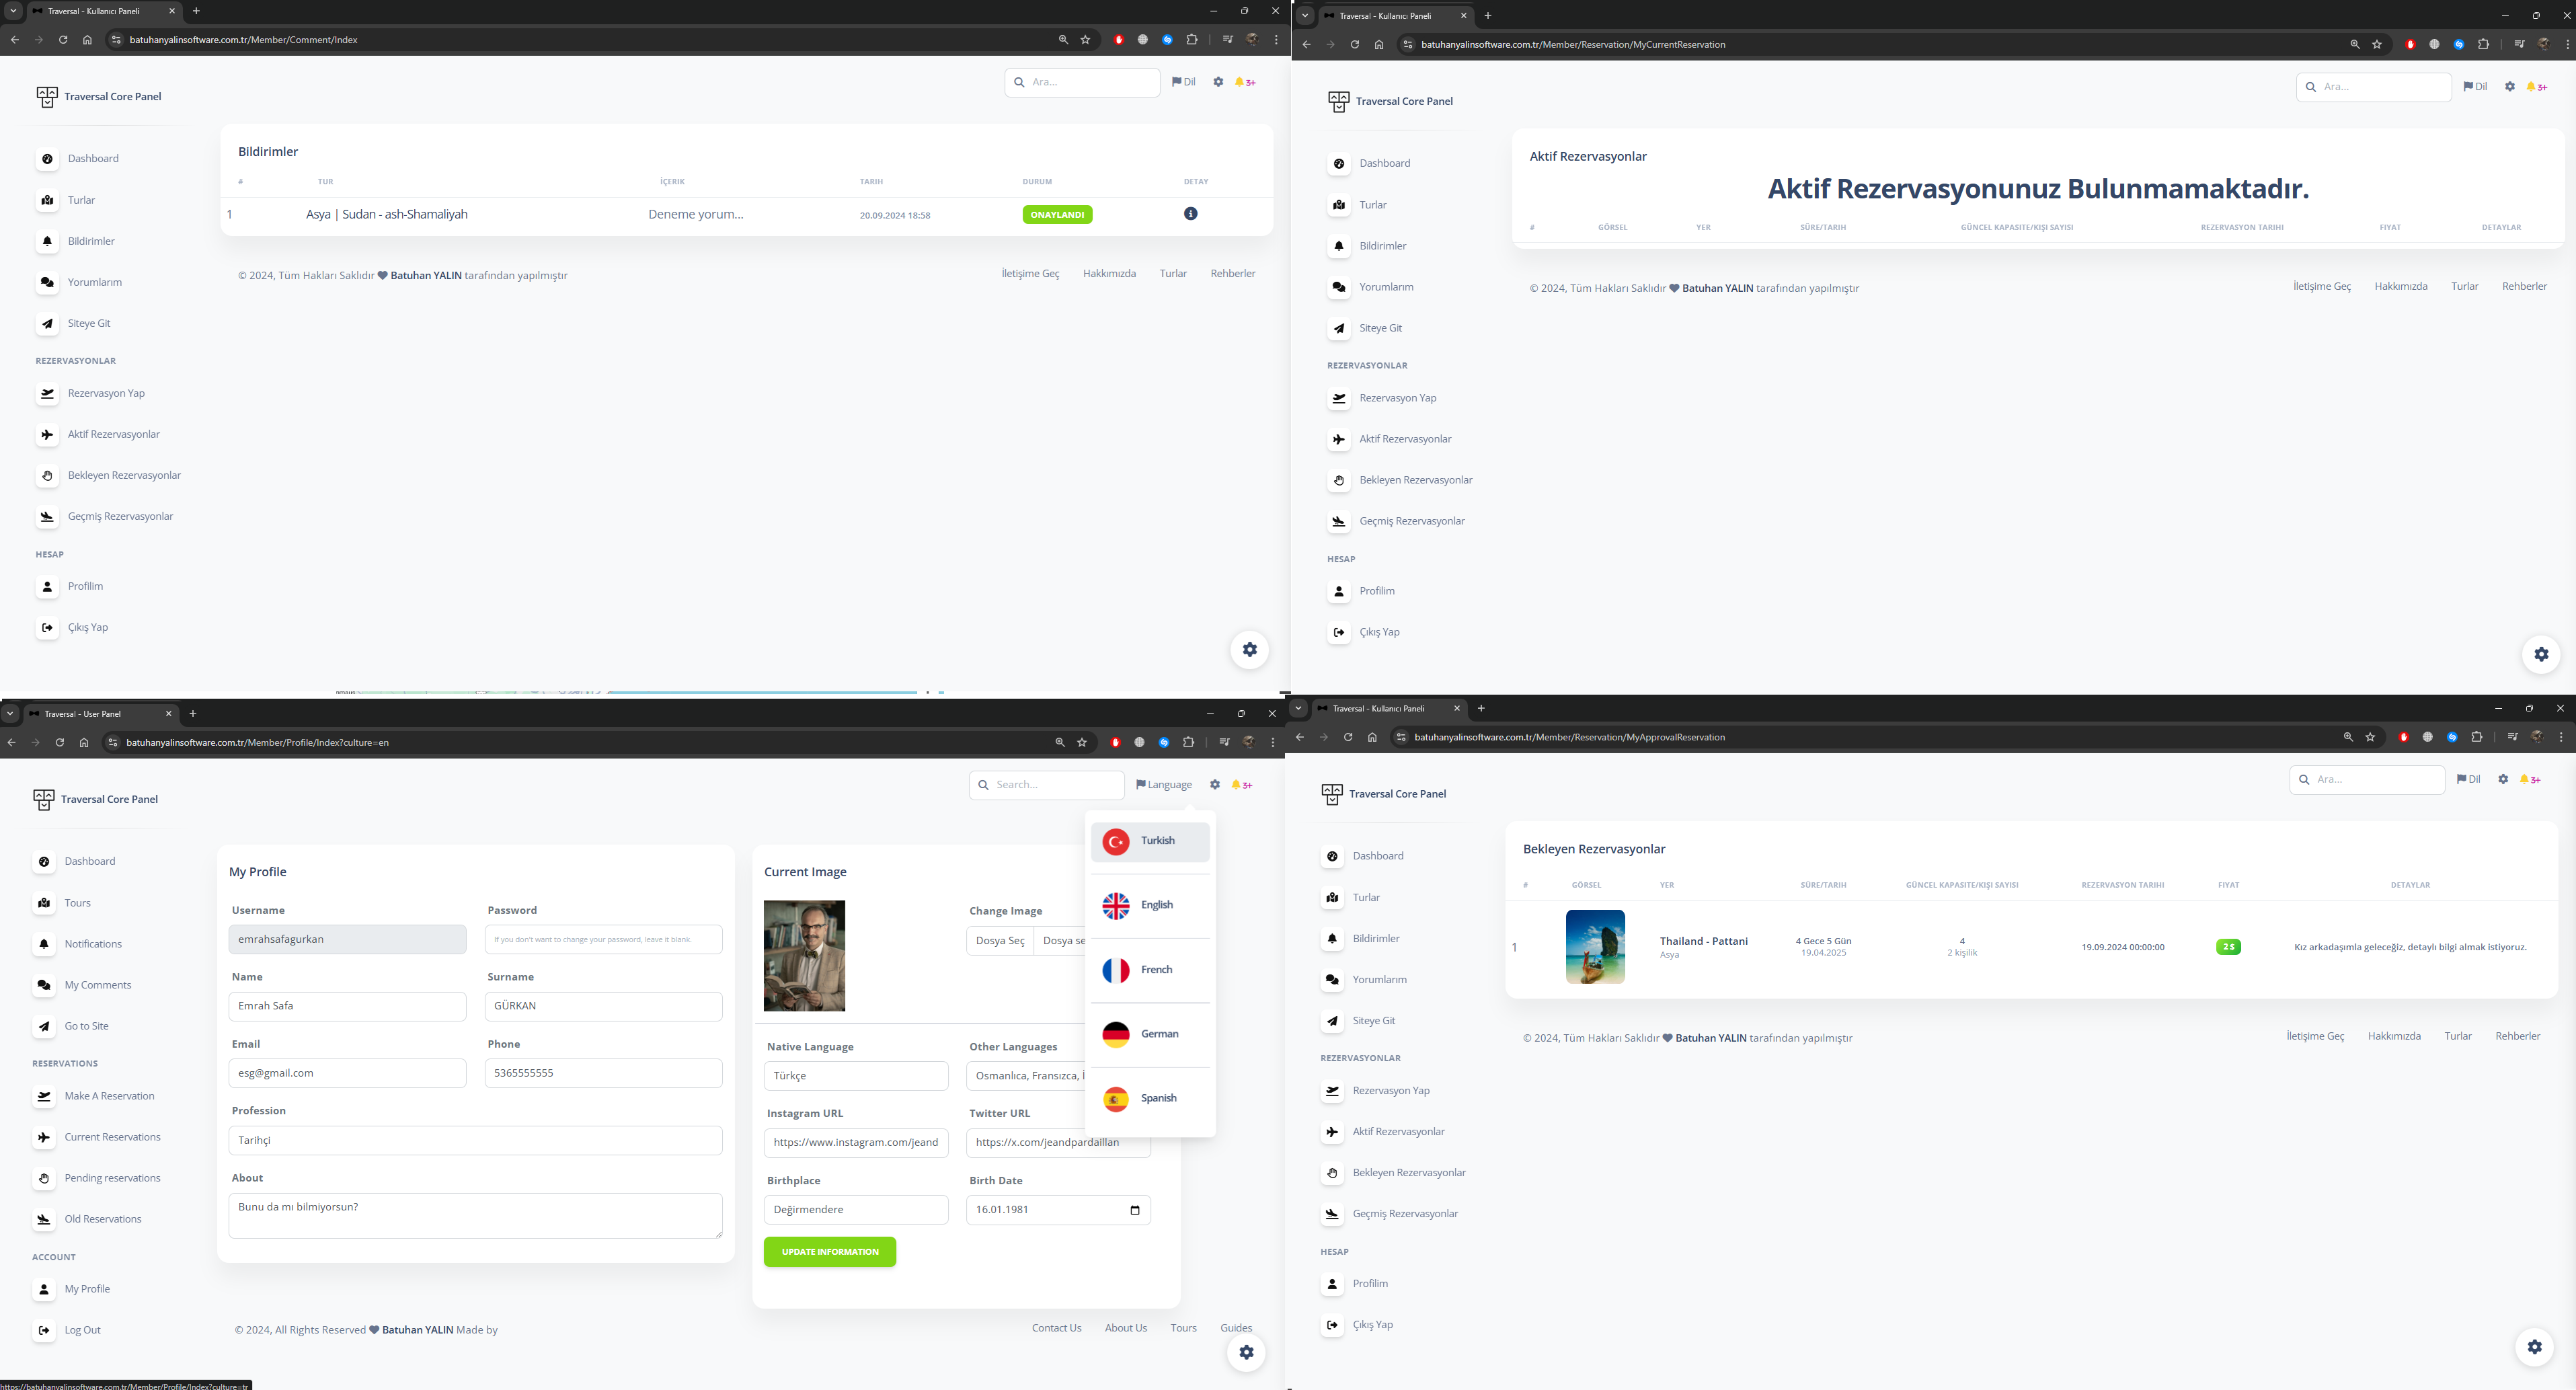 Traversal - Kullanıcı Paneli
batuhanyalinsoftware.com.tr/Member/Comment/Index
Ara...
Dil
3+
Traversal Core Panel
Dashboard
Turlar
Bildirimler
Yorumlarım
Siteye Git
REZERVASYONLAR
Rezervasyon Yap
Aktif Rezervasyonlar
Bekleyen Rezervasyonlar
Geçmiş Rezervasyonlar
HESAP
Profilim
Çıkış Yap
Bildirimler
# TUR İÇERIK TARIH DURUM DETAY
1 Asya | Sudan - ash-Shamaliyah Deneme yorum... 20.09.2024 18:58 ONAYLANDI
© 2024, Tüm Hakları Saklıdır Batuhan YALIN tarafından yapılmıştır
İletişime Geç Hakkımızda Turlar Rehberler
Traversal - Kullanıcı Paneli
batuhanyalinsoftware.com.tr/Member/Reservation/MyCurrentReservation
Ara...
Dil
3+
Traversal Core Panel
Dashboard
Turlar
Bildirimler
Yorumlarım
Siteye Git
REZERVASYONLAR
Rezervasyon Yap
Aktif Rezervasyonlar
Bekleyen Rezervasyonlar
Geçmiş Rezervasyonlar
HESAP
Profilim
Çıkış Yap
Aktif Rezervasyonlar
Aktif Rezervasyonunuz Bulunmamaktadır.
# GÖRSEL YER SÜRE/TARIH GÜNCEL KAPASITE/KIŞI SAYISI REZERVASYON TARIHI FIYAT DETAYLAR
© 2024, Tüm Hakları Saklıdır Batuhan YALIN tarafından yapılmıştır
İletişime Geç Hakkımızda Turlar Rehberler
Traversal - User Panel
batuhanyalinsoftware.com.tr/Member/Profile/Index?culture=en
Search...
Language
3+
Traversal Core Panel
Dashboard
Tours
Notifications
My Comments
Go to Site
RESERVATIONS
Make A Reservation
Current Reservations
Pending reservations
Old Reservations
ACCOUNT
My Profile
Log Out
My Profile
Username Password
emrahsafagurkan If you don't want to change your password, leave it blank.
Name Surname
Emrah Safa GÜRKAN
Email Phone
esg@gmail.com 5365555555
Profession
Tarihçi
About
Bunu da mı bilmiyorsun?
Current Image
Change Image
Dosya Seç Dosya se
Native Language Other Languages
Türkçe Osmanlıca, Fransızca, İ
Instagram URL Twitter URL
https://www.instagram.com/jeand https://x.com/jeandpardaillan
Birthplace Birth Date
Değirmendere 16.01.1981
UPDATE INFORMATION
Turkish
English
French
German
Spanish
© 2024, All Rights Reserved Batuhan YALIN Made by
Contact Us About Us Tours Guides
https://batuhanyalinsoftware.com.tr/Member/Profile/Index?culture=tr
Traversal - Kullanıcı Paneli
batuhanyalinsoftware.com.tr/Member/Reservation/MyApprovalReservation
Ara...
Dil
3+
Traversal Core Panel
Dashboard
Turlar
Bildirimler
Yorumlarım
Siteye Git
REZERVASYONLAR
Rezervasyon Yap
Aktif Rezervasyonlar
Bekleyen Rezervasyonlar
Geçmiş Rezervasyonlar
HESAP
Profilim
Çıkış Yap
Bekleyen Rezervasyonlar
# GÖRSEL YER SÜRE/TARIH GÜNCEL KAPASITE/KIŞI SAYISI REZERVASYON TARIHI FIYAT DETAYLAR
1 Thailand - Pattani 4 Gece 5 Gün 4 19.09.2024 00:00:00 2 $ Kız arkadaşımla geleceğiz, detaylı bilgi almak istiyoruz.
Asya 19.04.2025 2 kişilik
© 2024, Tüm Hakları Saklıdır Batuhan YALIN tarafından yapılmıştır
İletişime Geç Hakkımızda Turlar Rehberler